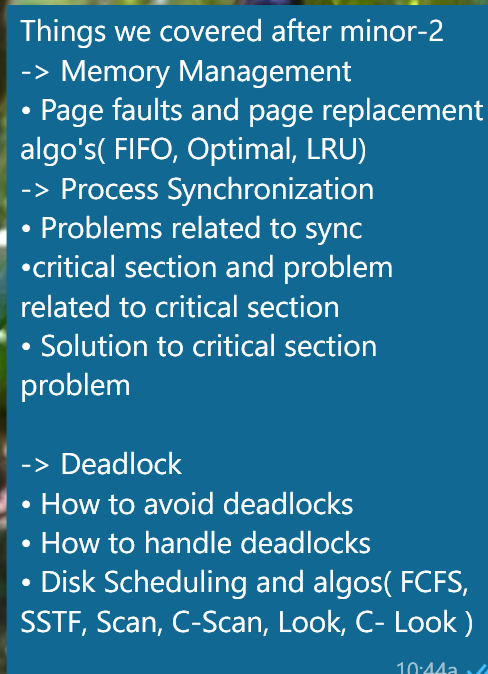 Things we covered after minor-2
-> Memory Management
• Page faults and page replacement
algo's( FIFO, Optimal, LRU)
-> Process Synchronization
• Problems related to sync
•critical section and problem
related to critical section
• Solution to critical section
problem
-> Deadlock
• How to avoid deadlocks
• How to handle deadlocks
• Disk Scheduling and algos( FCFS,
SSTF, Scan, C-Scan, Look, C- Look )
10:44a